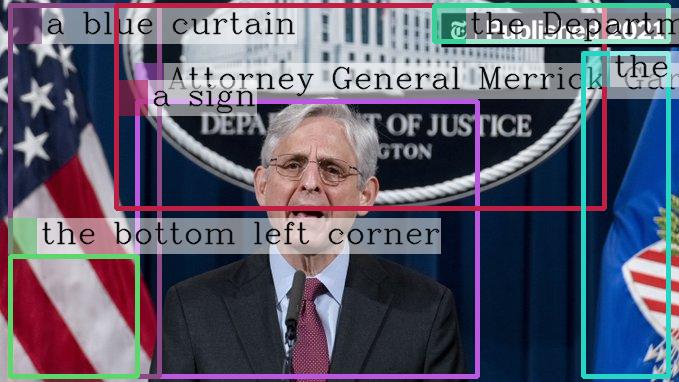 a blue curtain
the Departm
Published 2021
the
Attorney General Merrick Gar
a sign
DEPA
T OF JUSTICE
GTON
the bottom left corner